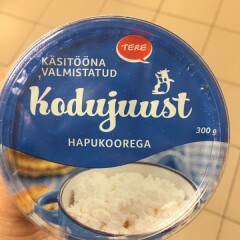 TERE
KÄSITÖÖNA
VALMISTATUD
Kodujuust
HAPUKOOREGA
300 g